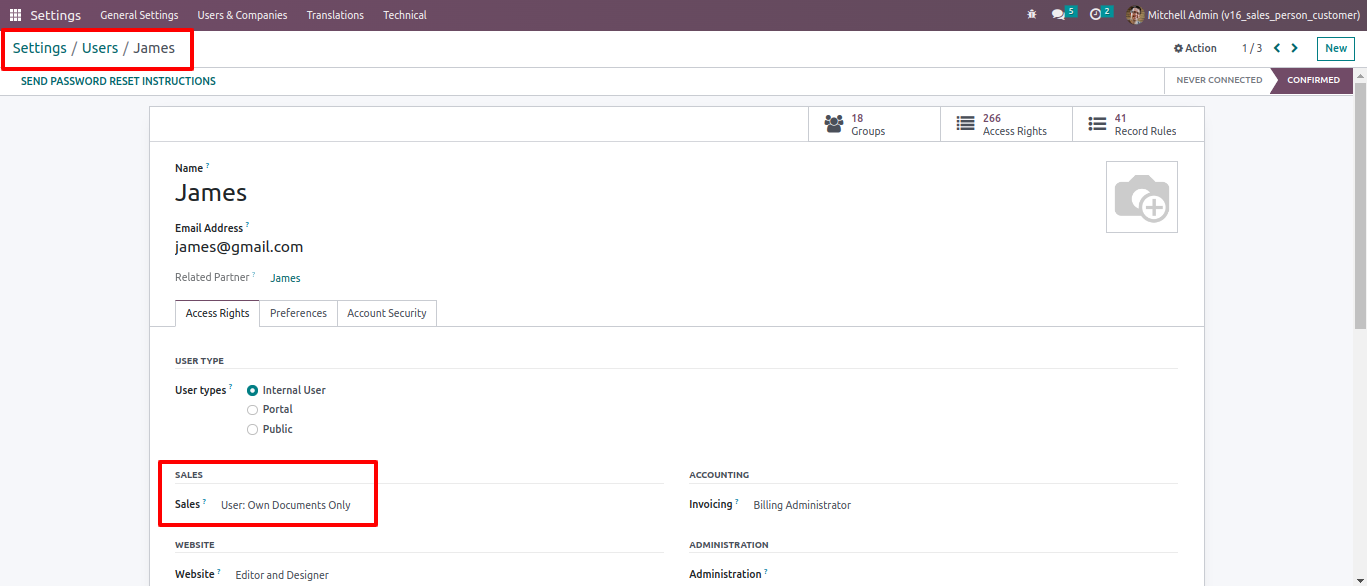 Settings General Settings Users & Companies Translations Technical 5 2 Mitchell Admin (v16_sales_person_customer)
Settings / Users / James Action 1 / 3 New
SEND PASSWORD RESET INSTRUCTIONS NEVER CONNECTED CONFIRMED
18 Groups
266 Access Rights
41 Record Rules
Name ?
James
Email Address ?
james@gmail.com
Related Partner ? James
Access Rights Preferences Account Security
USER TYPE
User types ? Internal User
Portal
Public
SALES
Sales ? User: Own Documents Only
ACCOUNTING
Invoicing ? Billing Administrator
WEBSITE
Website ? Editor and Designer
ADMINISTRATION
Administration ?